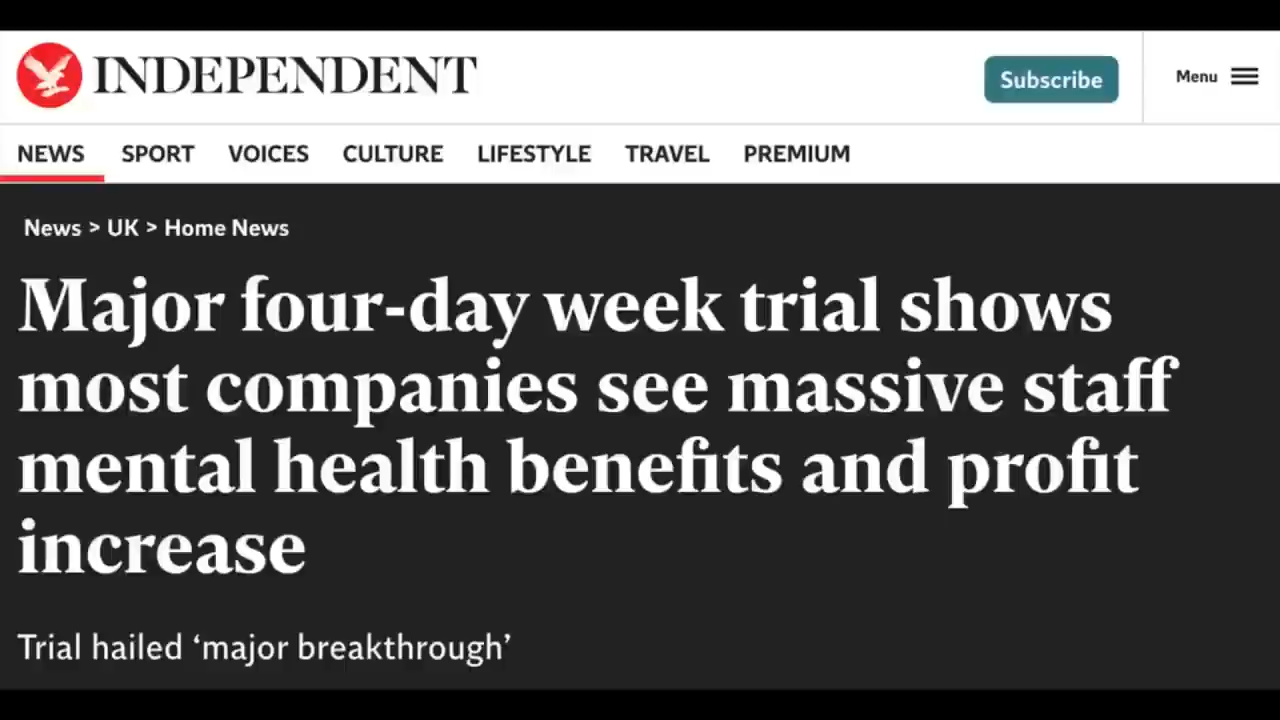 INDEPENDENT
Subscribe
Menu
NEWS SPORT VOICES CULTURE LIFESTYLE TRAVEL PREMIUM
News > UK > Home News
Major four-day week trial shows
most companies see massive staff
mental health benefits and profit
increase
Trial hailed ‘major breakthrough’